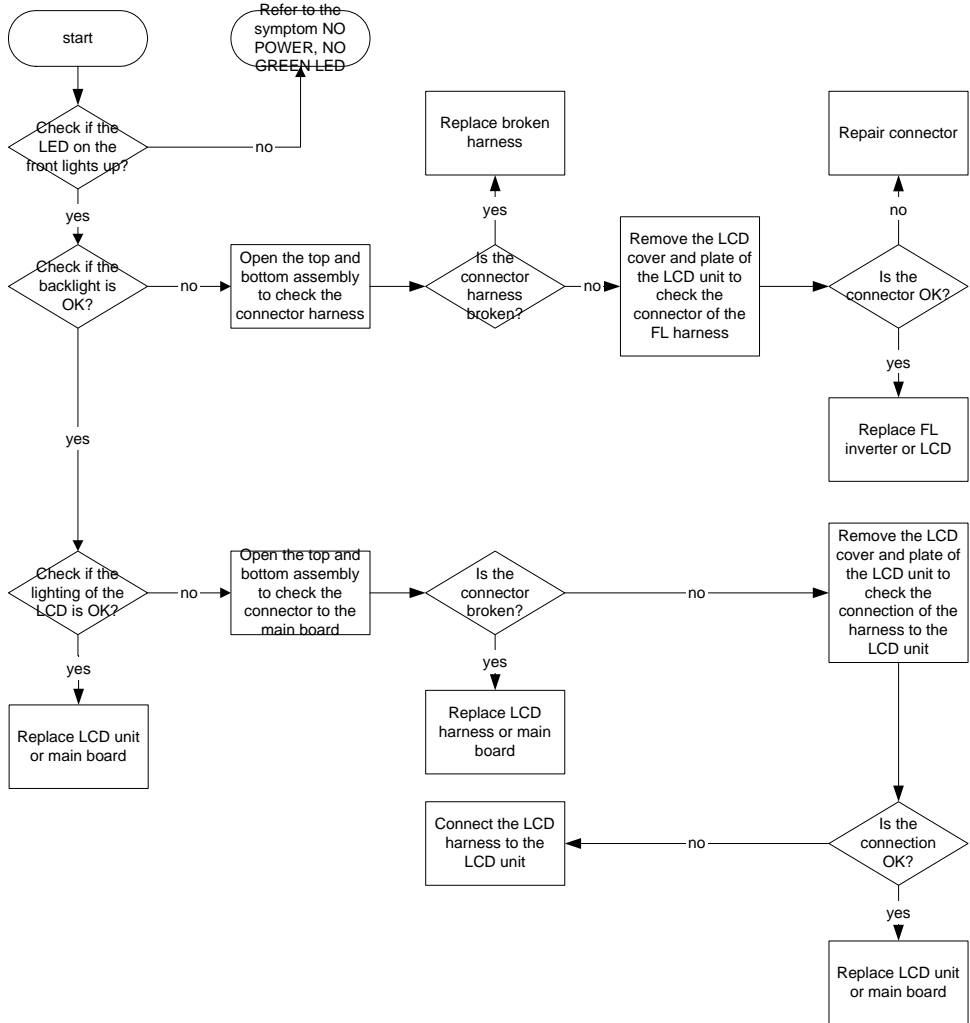 start
Refer to the
symptom NO
POWER, NO
GREEN LED
Check if the
LED on the
front lights up?
no
yes
Replace broken
harness
Repair connector
yes
no
Check if the
backlight is
OK?
no
Open the top and
bottom assembly
to check the
connector harness
Is the
connector
harness
broken?
no
Remove the LCD
cover and plate of
the LCD unit to
check the
connector of the
FL harness
Is the
connector OK?
yes
Replace FL
inverter or LCD
yes
Check if the
lighting of the
LCD is OK?
no
Open the top and
bottom assembly
to check the
connector to the
main board
Is the
connector
broken?
no
Remove the LCD
cover and plate of
the LCD unit to
check the
connection of the
harness to the
LCD unit
yes
Replace LCD unit
or main board
yes
Replace LCD
harness or main
board
Connect the LCD
harness to the
LCD unit
no
Is the
connection
OK?
yes
Replace LCD unit
or main board